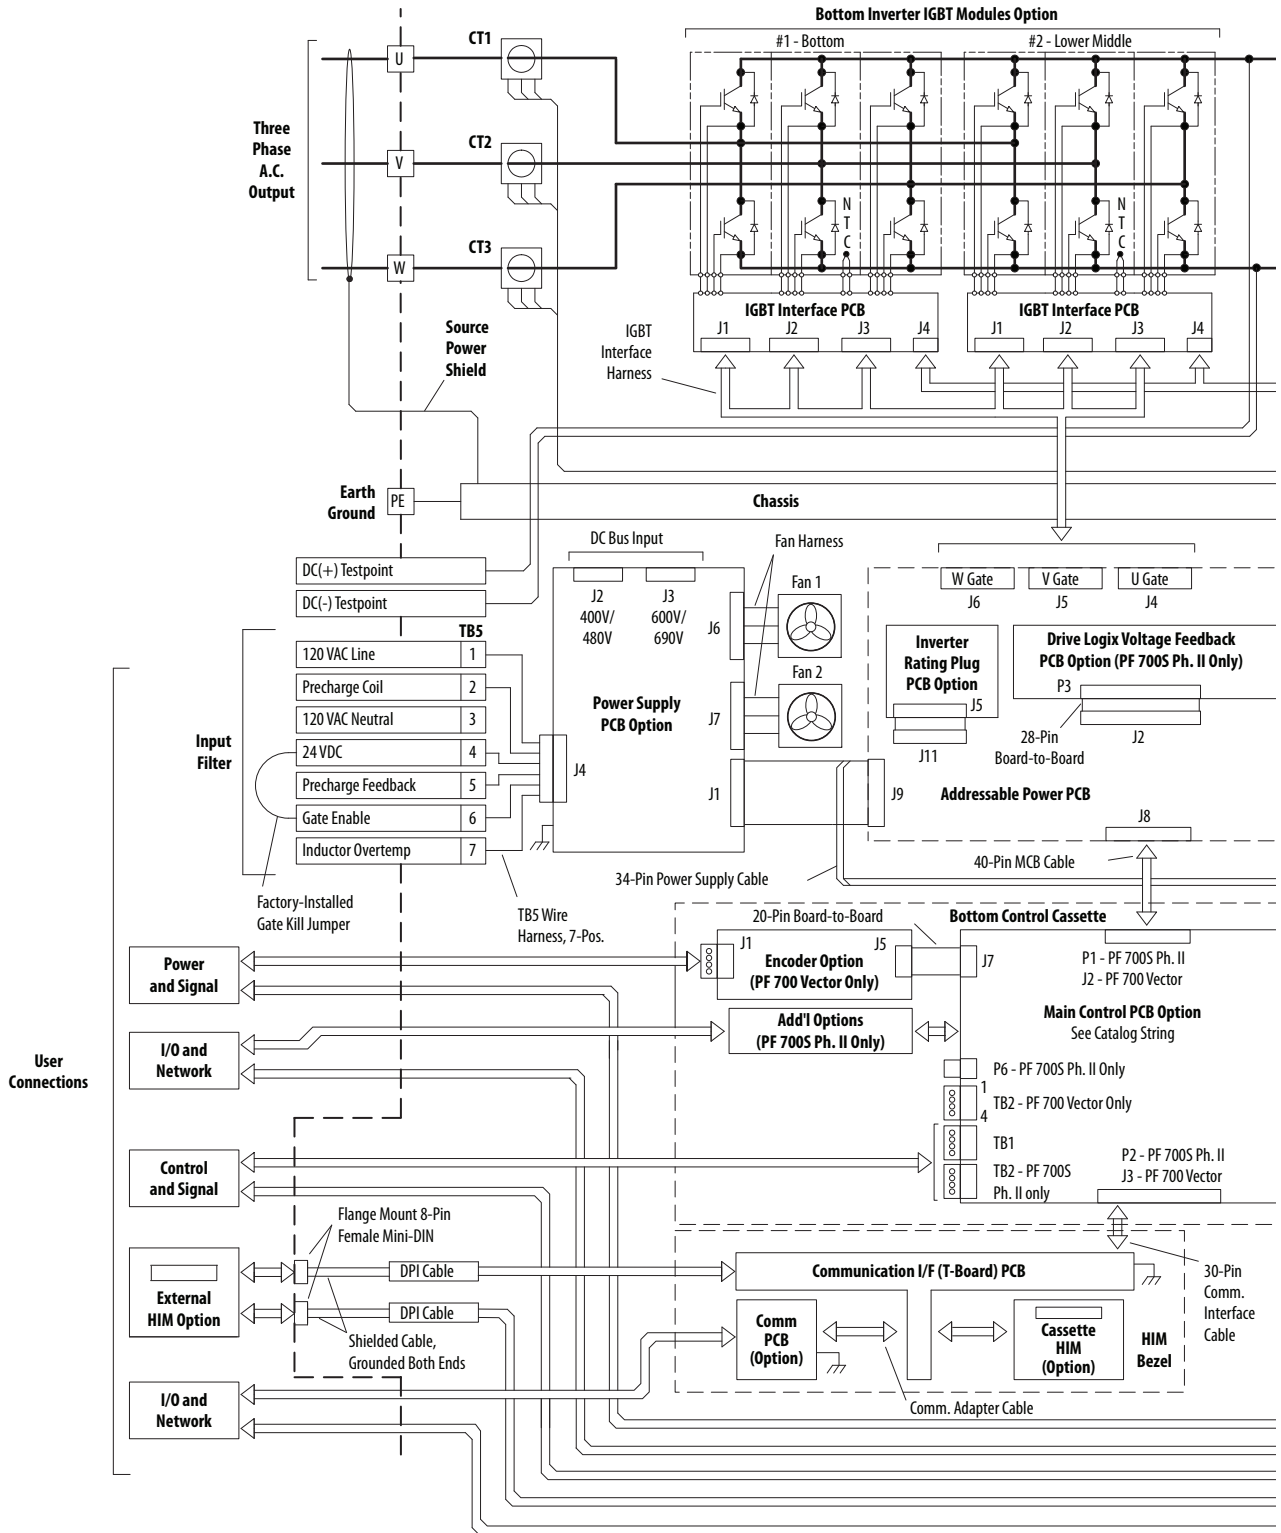 Bottom Inverter IGBT Modules Option
#1 - Bottom
#2 - Lower Middle
CT1
U
Three
Phase
A.C.
Output
CT2
V
CT3
W
N
T
C
N
T
C
IGBT Interface PCB
J1
J2
J3
J4
IGBT Interface PCB
J1
J2
J3
J4
Source
Power
Shield
IGBT
Interface
Harness
Earth
Ground
PE
Chassis
DC Bus Input
Fan Harness
DC(+) Testpoint
DC(-) Testpoint
J2
400V/
480V
J3
600V/
690V
J6
Fan 1
Fan 2
J7
Power Supply
PCB Option
J4
J1
W Gate
J6
V Gate
J5
U Gate
J4
Inverter
Rating Plug
PCB Option
J5
J11
Drive Logix Voltage Feedback
PCB Option (PF 700S Ph. II Only)
P3
J2
28-Pin
Board-to-Board
J9
Addressable Power PCB
J8
TB5
120 VAC Line
1
Precharge Coil
2
120 VAC Neutral
3
24 VDC
4
Precharge Feedback
5
Gate Enable
6
Inductor Overtemp
7
Input
Filter
40-Pin MCB Cable
34-Pin Power Supply Cable
Factory-Installed
Gate Kill Jumper
TB5 Wire
Harness, 7-Pos.
20-Pin Board-to-Board
Bottom Control Cassette
J1
J5
Encoder Option
(PF 700 Vector Only)
J7
P1 - PF 700S Ph. II
J2 - PF 700 Vector
Main Control PCB Option
See Catalog String
Add'l Options
(PF 700S Ph. II Only)
P6 - PF 700S Ph. II Only
1
TB2 - PF 700 Vector Only
4
TB1
TB2 - PF 700S
Ph. II only
P2 - PF 700S Ph. II
J3 - PF 700 Vector
User
Connections
Power
and Signal
I/O and
Network
Control
and Signal
Flange Mount 8-Pin
Female Mini-DIN
External
HIM Option
DPI Cable
DPI Cable
Shielded Cable,
Grounded Both Ends
I/O and
Network
Communication I/F (T-Board) PCB
Comm
PCB
(Option)
Cassette
HIM
(Option)
HIM
Bezel
30-Pin
Comm.
Interface
Cable
Comm. Adapter Cable